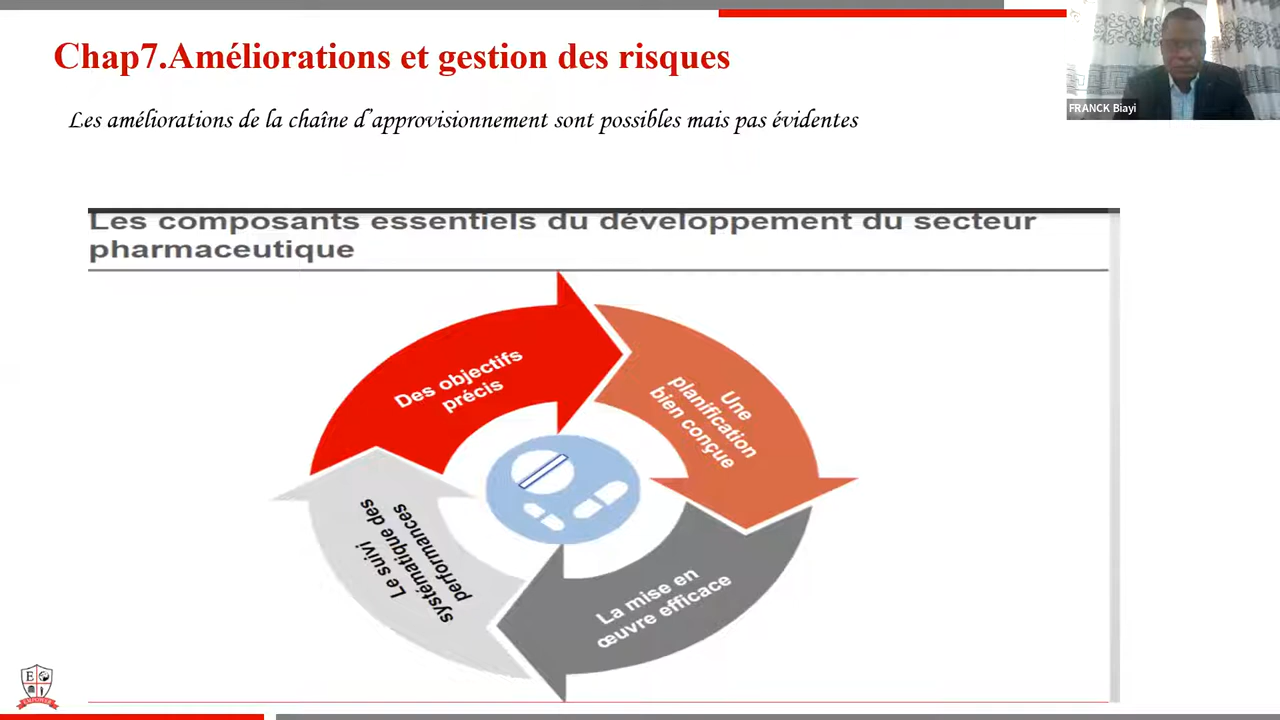 Chap7.Améliorations et gestion des risques
FRANCK Biayi
Les améliorations de la chaîne d'approvisionnement sont possibles mais pas évidentes
Les composants essentiels du développement du secteur
pharmaceutique
Des objectifs
précis
Une
planification
bien conçue
La mise en
œuvre efficace
Le suivi
systématique des
performances
E